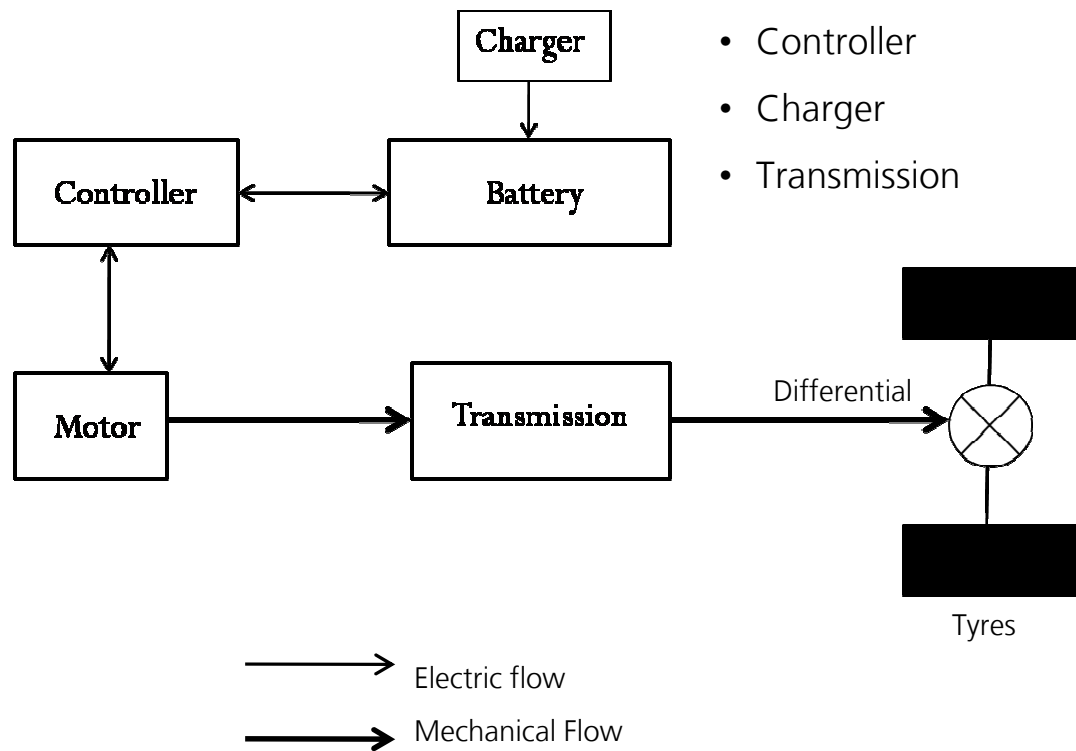 Charger
• Controller
• Charger
• Transmission
Controller
Battery
Motor
Transmission
Differential
Tyres
Electric flow
Mechanical Flow